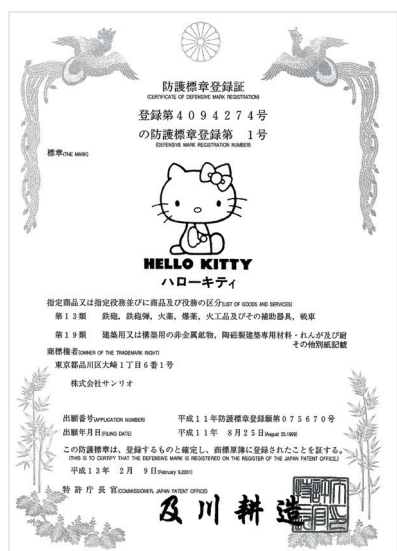 防護標章登録証
(CERTIFICATE OF DEFENSIVE MARK REGISTRATION)
登録第4094274号
の防護標章登録第 1号
(DEFENSIVE MARK REGISTRATION NUMBER)
標章(THE MARK)
HELLO KITTY
ハローキティ
指定商品又は指定役務並びに商品及び役務の区分(LIST OF GOODS AND SERVICES)
第13類 鉄砲,鉄砲弾,火薬,爆薬,火工品及びその補助器具,戦車
第19類 建築用又は構築用の非金属鉱物,陶磁製建築専用材料・れんが及び耐
その他別紙記載
商標権者(OWNER OF THE TRADEMARK RIGHT)
東京都品川区大崎1丁目6番1号
株式会社サンリオ
出願番号(APPLICATION NUMBER) 平成11年防護標章登録願第075670号
出願年月日(FILING DATE) 平成11年 8月25日(August 25,1999)
この防護標章は、登録するものと確定し、商標原簿に登録されたことを証する。
(THIS IS TO CERTIFY THAT THE DEFENSIVE MARK IS REGISTERED ON THE REGISTER OF THE JAPAN PATENT OFFICE.)
平成13年 2月 9日(February 9,2001)
特許庁長官(COMMISSIONER, JAPAN PATENT OFFICE)
及川耕造